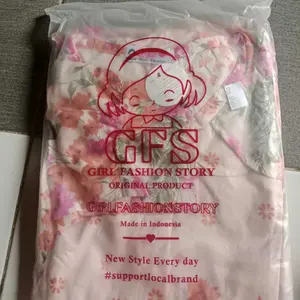 GFS
GIRL FASHION STORY
ORIGINAL PRODUCT
GIRLFASHIONSTORY
Made in Indonesia
New Style Every day
#supportlocalbrand